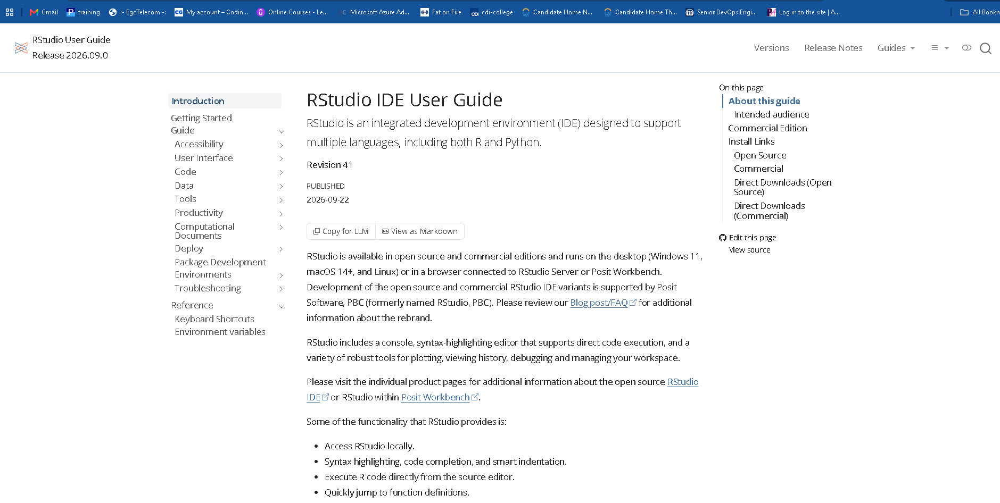 Gmail
training
:- EgcTelecom -:
My account – Codin...
Online Courses - Le...
Microsoft Azure Ad...
Fat on Fire
cdi-college
Candidate Home N...
Candidate Home Th...
Senior DevOps Engi...
Log in to the site | A...
All Bookm
RStudio User Guide
Release 2026.09.0
Versions
Release Notes
Guides
Introduction
Getting Started
Guide
Accessibility
User Interface
Code
Data
Tools
Productivity
Computational
Documents
Deploy
Package Development
Environments
Troubleshooting
Reference
Keyboard Shortcuts
Environment variables
RStudio IDE User Guide
RStudio is an integrated development environment (IDE) designed to support
multiple languages, including both R and Python.
Revision 41
PUBLISHED
2026-09-22
Copy for LLM
View as Markdown
RStudio is available in open source and commercial editions and runs on the desktop (Windows 11,
macOS 14+, and Linux) or in a browser connected to RStudio Server or Posit Workbench.
Development of the open source and commercial RStudio IDE variants is supported by Posit
Software, PBC (formerly named RStudio, PBC). Please review our Blog post/FAQ for additional
information about the rebrand.
RStudio includes a console, syntax-highlighting editor that supports direct code execution, and a
variety of robust tools for plotting, viewing history, debugging and managing your workspace.
Please visit the individual product pages for additional information about the open source RStudio
IDE or RStudio within Posit Workbench.
Some of the functionality that RStudio provides is:
• Access RStudio locally.
• Syntax highlighting, code completion, and smart indentation.
• Execute R code directly from the source editor.
• Quickly jump to function definitions.
On this page
About this guide
Intended audience
Commercial Edition
Install Links
Open Source
Commercial
Direct Downloads (Open
Source)
Direct Downloads
(Commercial)
Edit this page
View source